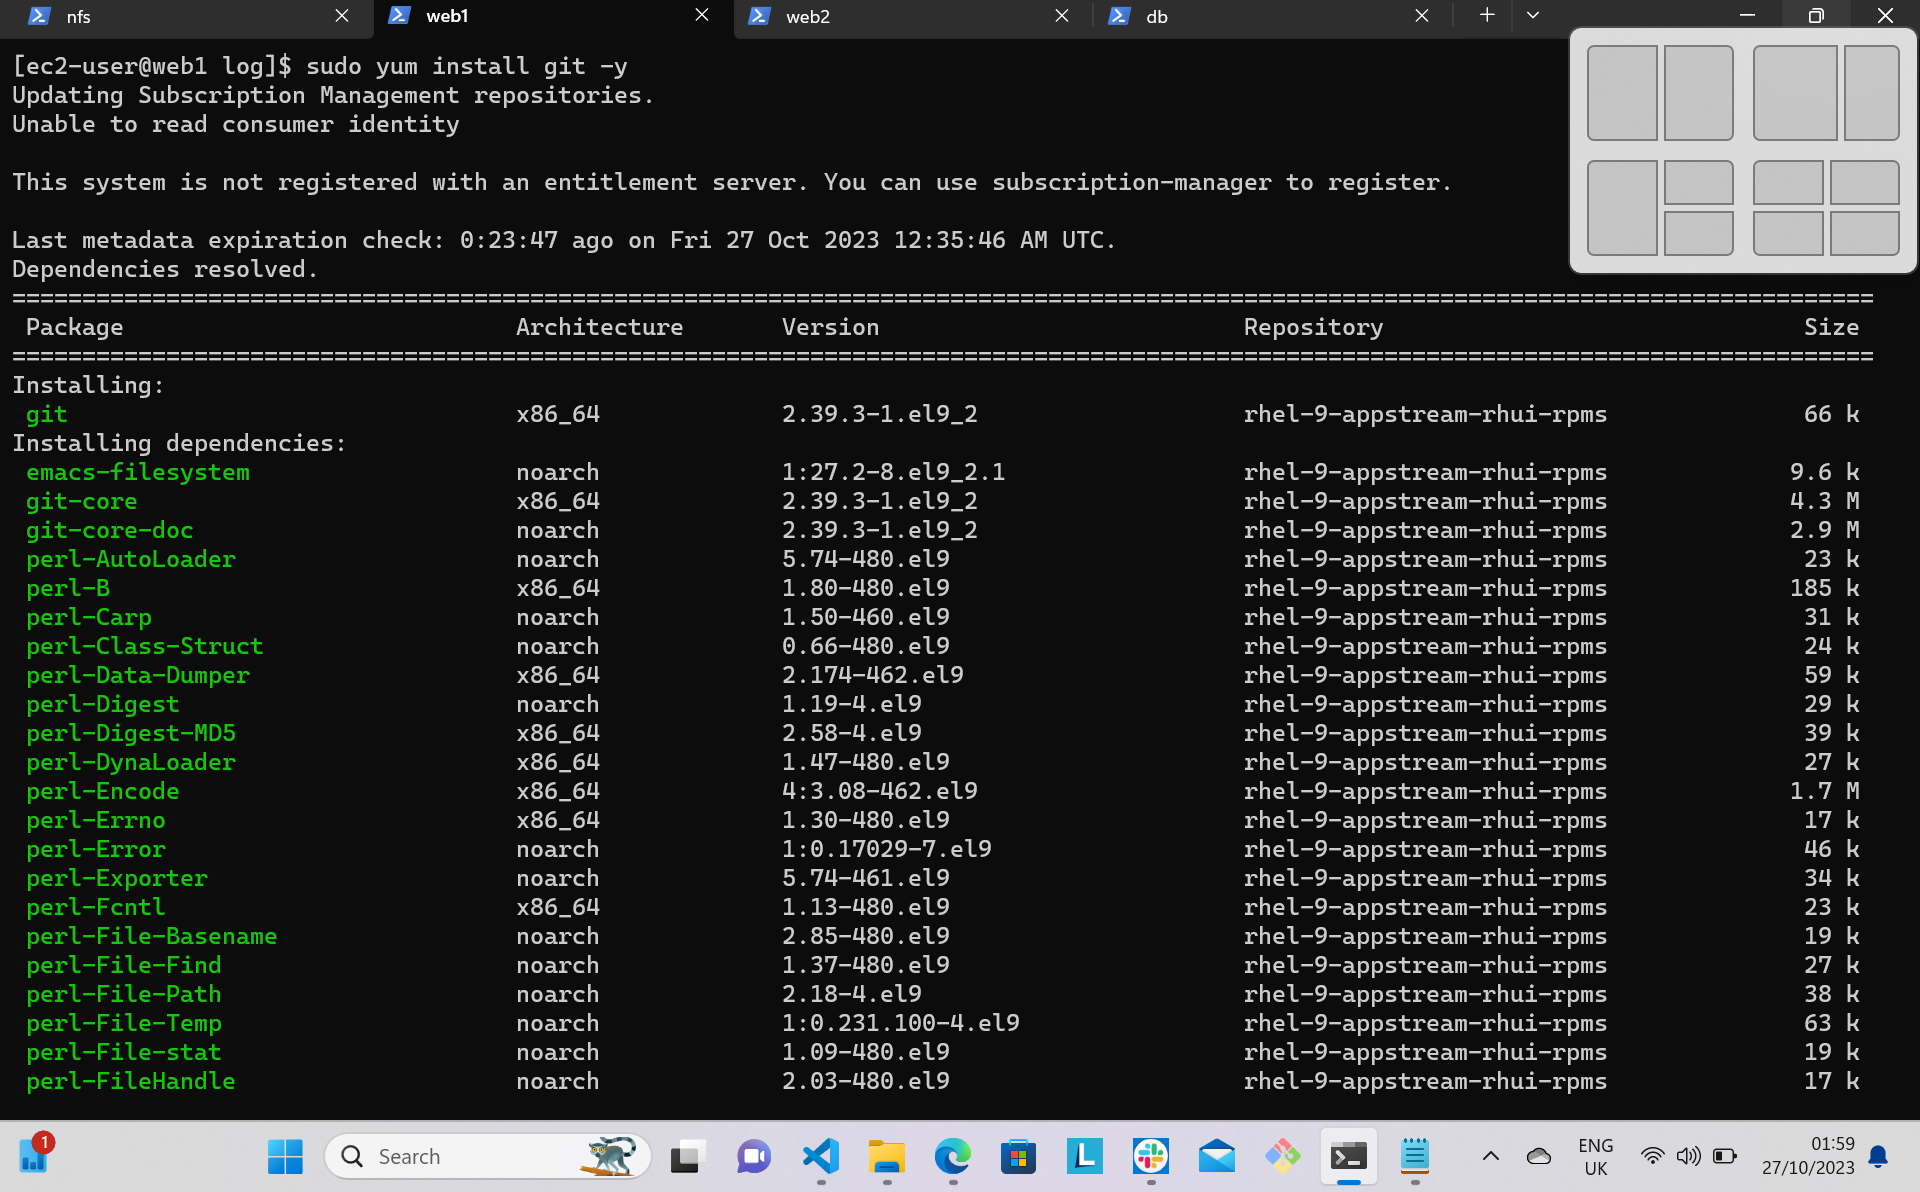 nfs
web1
web2
db
[ec2-user@web1 log]$ sudo yum install git -y
Updating Subscription Management repositories.
Unable to read consumer identity
This system is not registered with an entitlement server. You can use subscription-manager to register.
Last metadata expiration check: 0:23:47 ago on Fri 27 Oct 2023 12:35:46 AM UTC.
Dependencies resolved.
Package Architecture Version Repository Size
Installing:
git x86_64 2.39.3-1.el9_2 rhel-9-appstream-rhui-rpms 66 k
Installing dependencies:
emacs-filesystem noarch 1:27.2-8.el9_2.1 rhel-9-appstream-rhui-rpms 9.6 k
git-core x86_64 2.39.3-1.el9_2 rhel-9-appstream-rhui-rpms 4.3 M
git-core-doc noarch 2.39.3-1.el9_2 rhel-9-appstream-rhui-rpms 2.9 M
perl-AutoLoader noarch 5.74-480.el9 rhel-9-appstream-rhui-rpms 23 k
perl-B x86_64 1.80-480.el9 rhel-9-appstream-rhui-rpms 185 k
perl-Carp noarch 1.50-460.el9 rhel-9-appstream-rhui-rpms 31 k
perl-Class-Struct noarch 0.66-480.el9 rhel-9-appstream-rhui-rpms 24 k
perl-Data-Dumper x86_64 2.174-462.el9 rhel-9-appstream-rhui-rpms 59 k
perl-Digest noarch 1.19-4.el9 rhel-9-appstream-rhui-rpms 29 k
perl-Digest-MD5 x86_64 2.58-4.el9 rhel-9-appstream-rhui-rpms 39 k
perl-DynaLoader x86_64 1.47-480.el9 rhel-9-appstream-rhui-rpms 27 k
perl-Encode x86_64 4:3.08-462.el9 rhel-9-appstream-rhui-rpms 1.7 M
perl-Errno x86_64 1.30-480.el9 rhel-9-appstream-rhui-rpms 17 k
perl-Error noarch 1:0.17029-7.el9 rhel-9-appstream-rhui-rpms 46 k
perl-Exporter noarch 5.74-461.el9 rhel-9-appstream-rhui-rpms 34 k
perl-Fcntl x86_64 1.13-480.el9 rhel-9-appstream-rhui-rpms 23 k
perl-File-Basename noarch 2.85-480.el9 rhel-9-appstream-rhui-rpms 19 k
perl-File-Find noarch 1.37-480.el9 rhel-9-appstream-rhui-rpms 27 k
perl-File-Path noarch 2.18-4.el9 rhel-9-appstream-rhui-rpms 38 k
perl-File-Temp noarch 1:0.231.100-4.el9 rhel-9-appstream-rhui-rpms 63 k
perl-File-stat noarch 1.09-480.el9 rhel-9-appstream-rhui-rpms 19 k
perl-FileHandle noarch 2.03-480.el9 rhel-9-appstream-rhui-rpms 17 k
1
Search
L
ENG
UK
01:59
27/10/2023